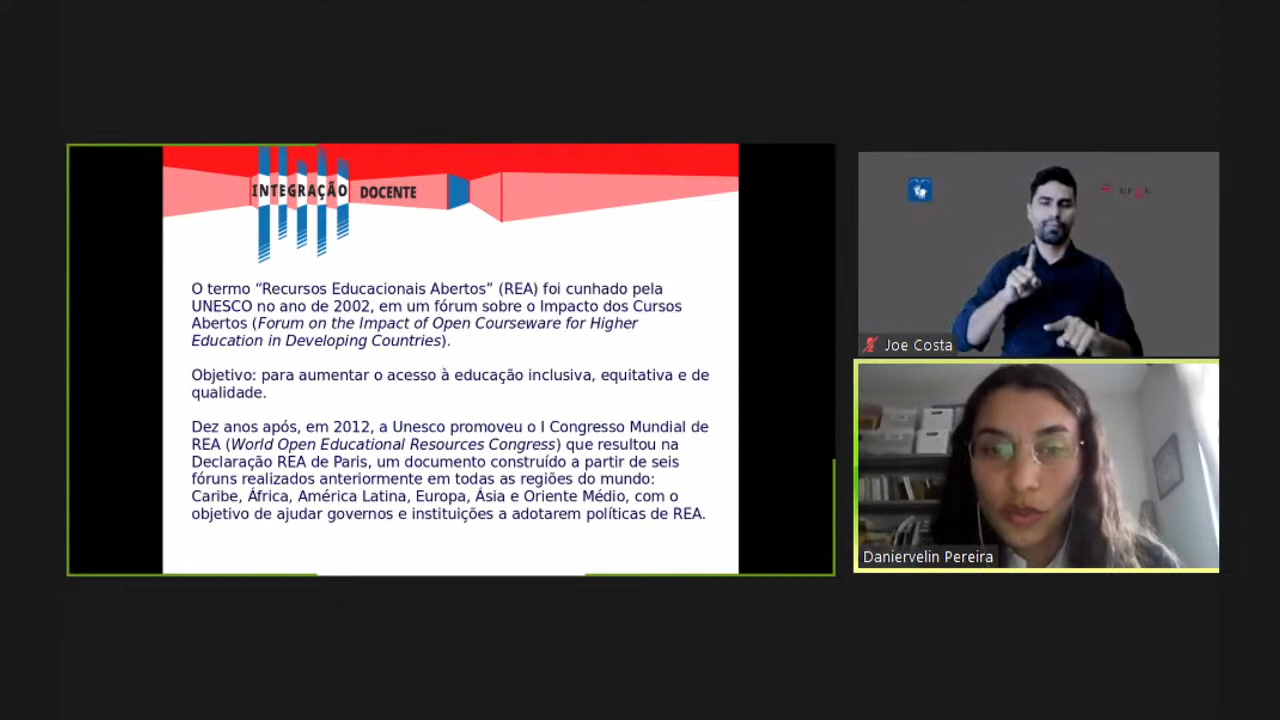 INTEGRAÇÃO DOCENTE
O termo “Recursos Educacionais Abertos” (REA) foi cunhado pela
UNESCO no ano de 2002, em um fórum sobre o Impacto dos Cursos
Abertos (Forum on the Impact of Open Courseware for Higher
Education in Developing Countries).
Objetivo: para aumentar o acesso à educação inclusiva, equitativa e de
qualidade.
Dez anos após, em 2012, a Unesco promoveu o I Congresso Mundial de
REA (World Open Educational Resources Congress) que resultou na
Declaração REA de Paris, um documento construído a partir de seis
fóruns realizados anteriormente em todas as regiões do mundo:
Caribe, África, América Latina, Europa, Ásia e Oriente Médio, com o
objetivo de ajudar governos e instituições a adotarem políticas de REA.
Joe Costa
Daniervelin Pereira